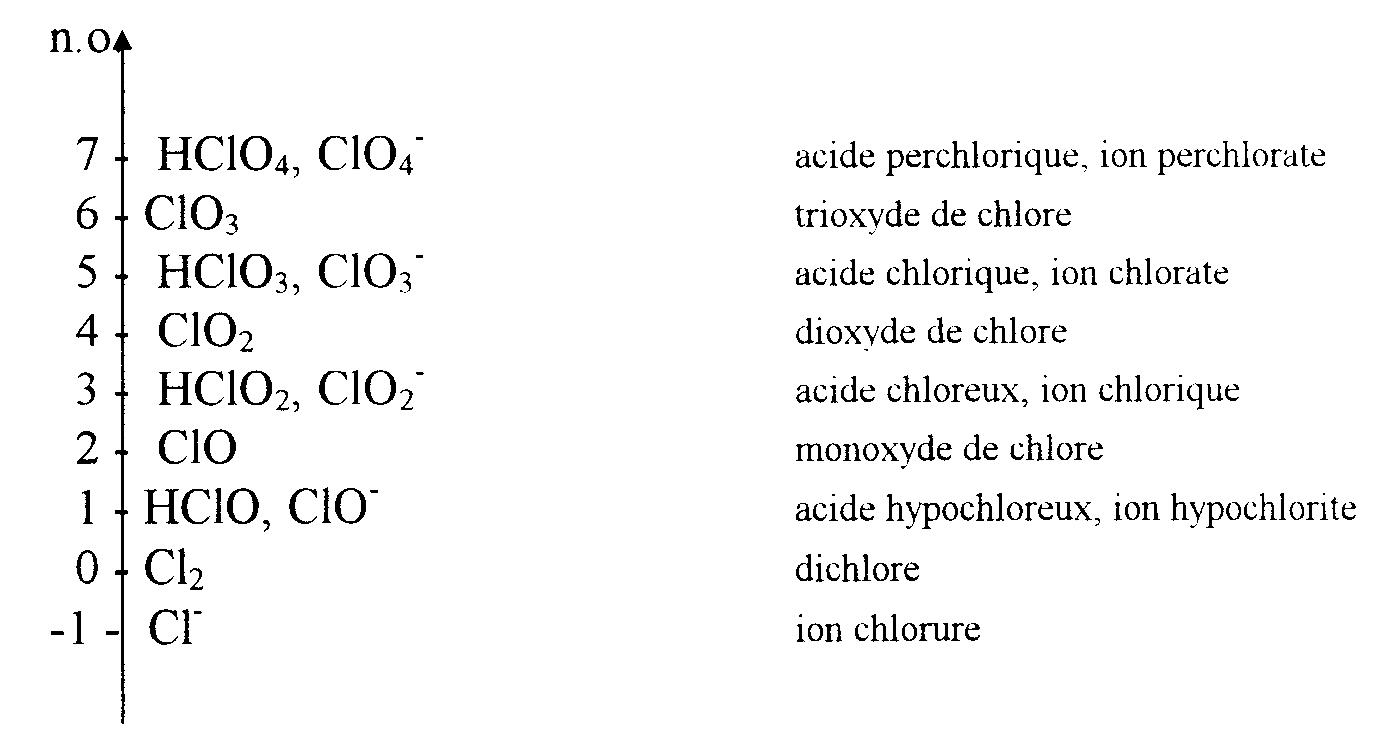 n.o
7 HClO₄, ClO₄⁻ acide perchlorique, ion perchlorate
6 ClO₃ trioxyde de chlore
5 HClO₃, ClO₃⁻ acide chlorique, ion chlorate
4 ClO₂ dioxyde de chlore
3 HClO₂, ClO₂⁻ acide chloreux, ion chlorique
2 ClO monoxyde de chlore
1 HClO, ClO⁻ acide hypochloreux, ion hypochlorite
0 Cl₂ dichlore
-1 Cl⁻ ion chlorure